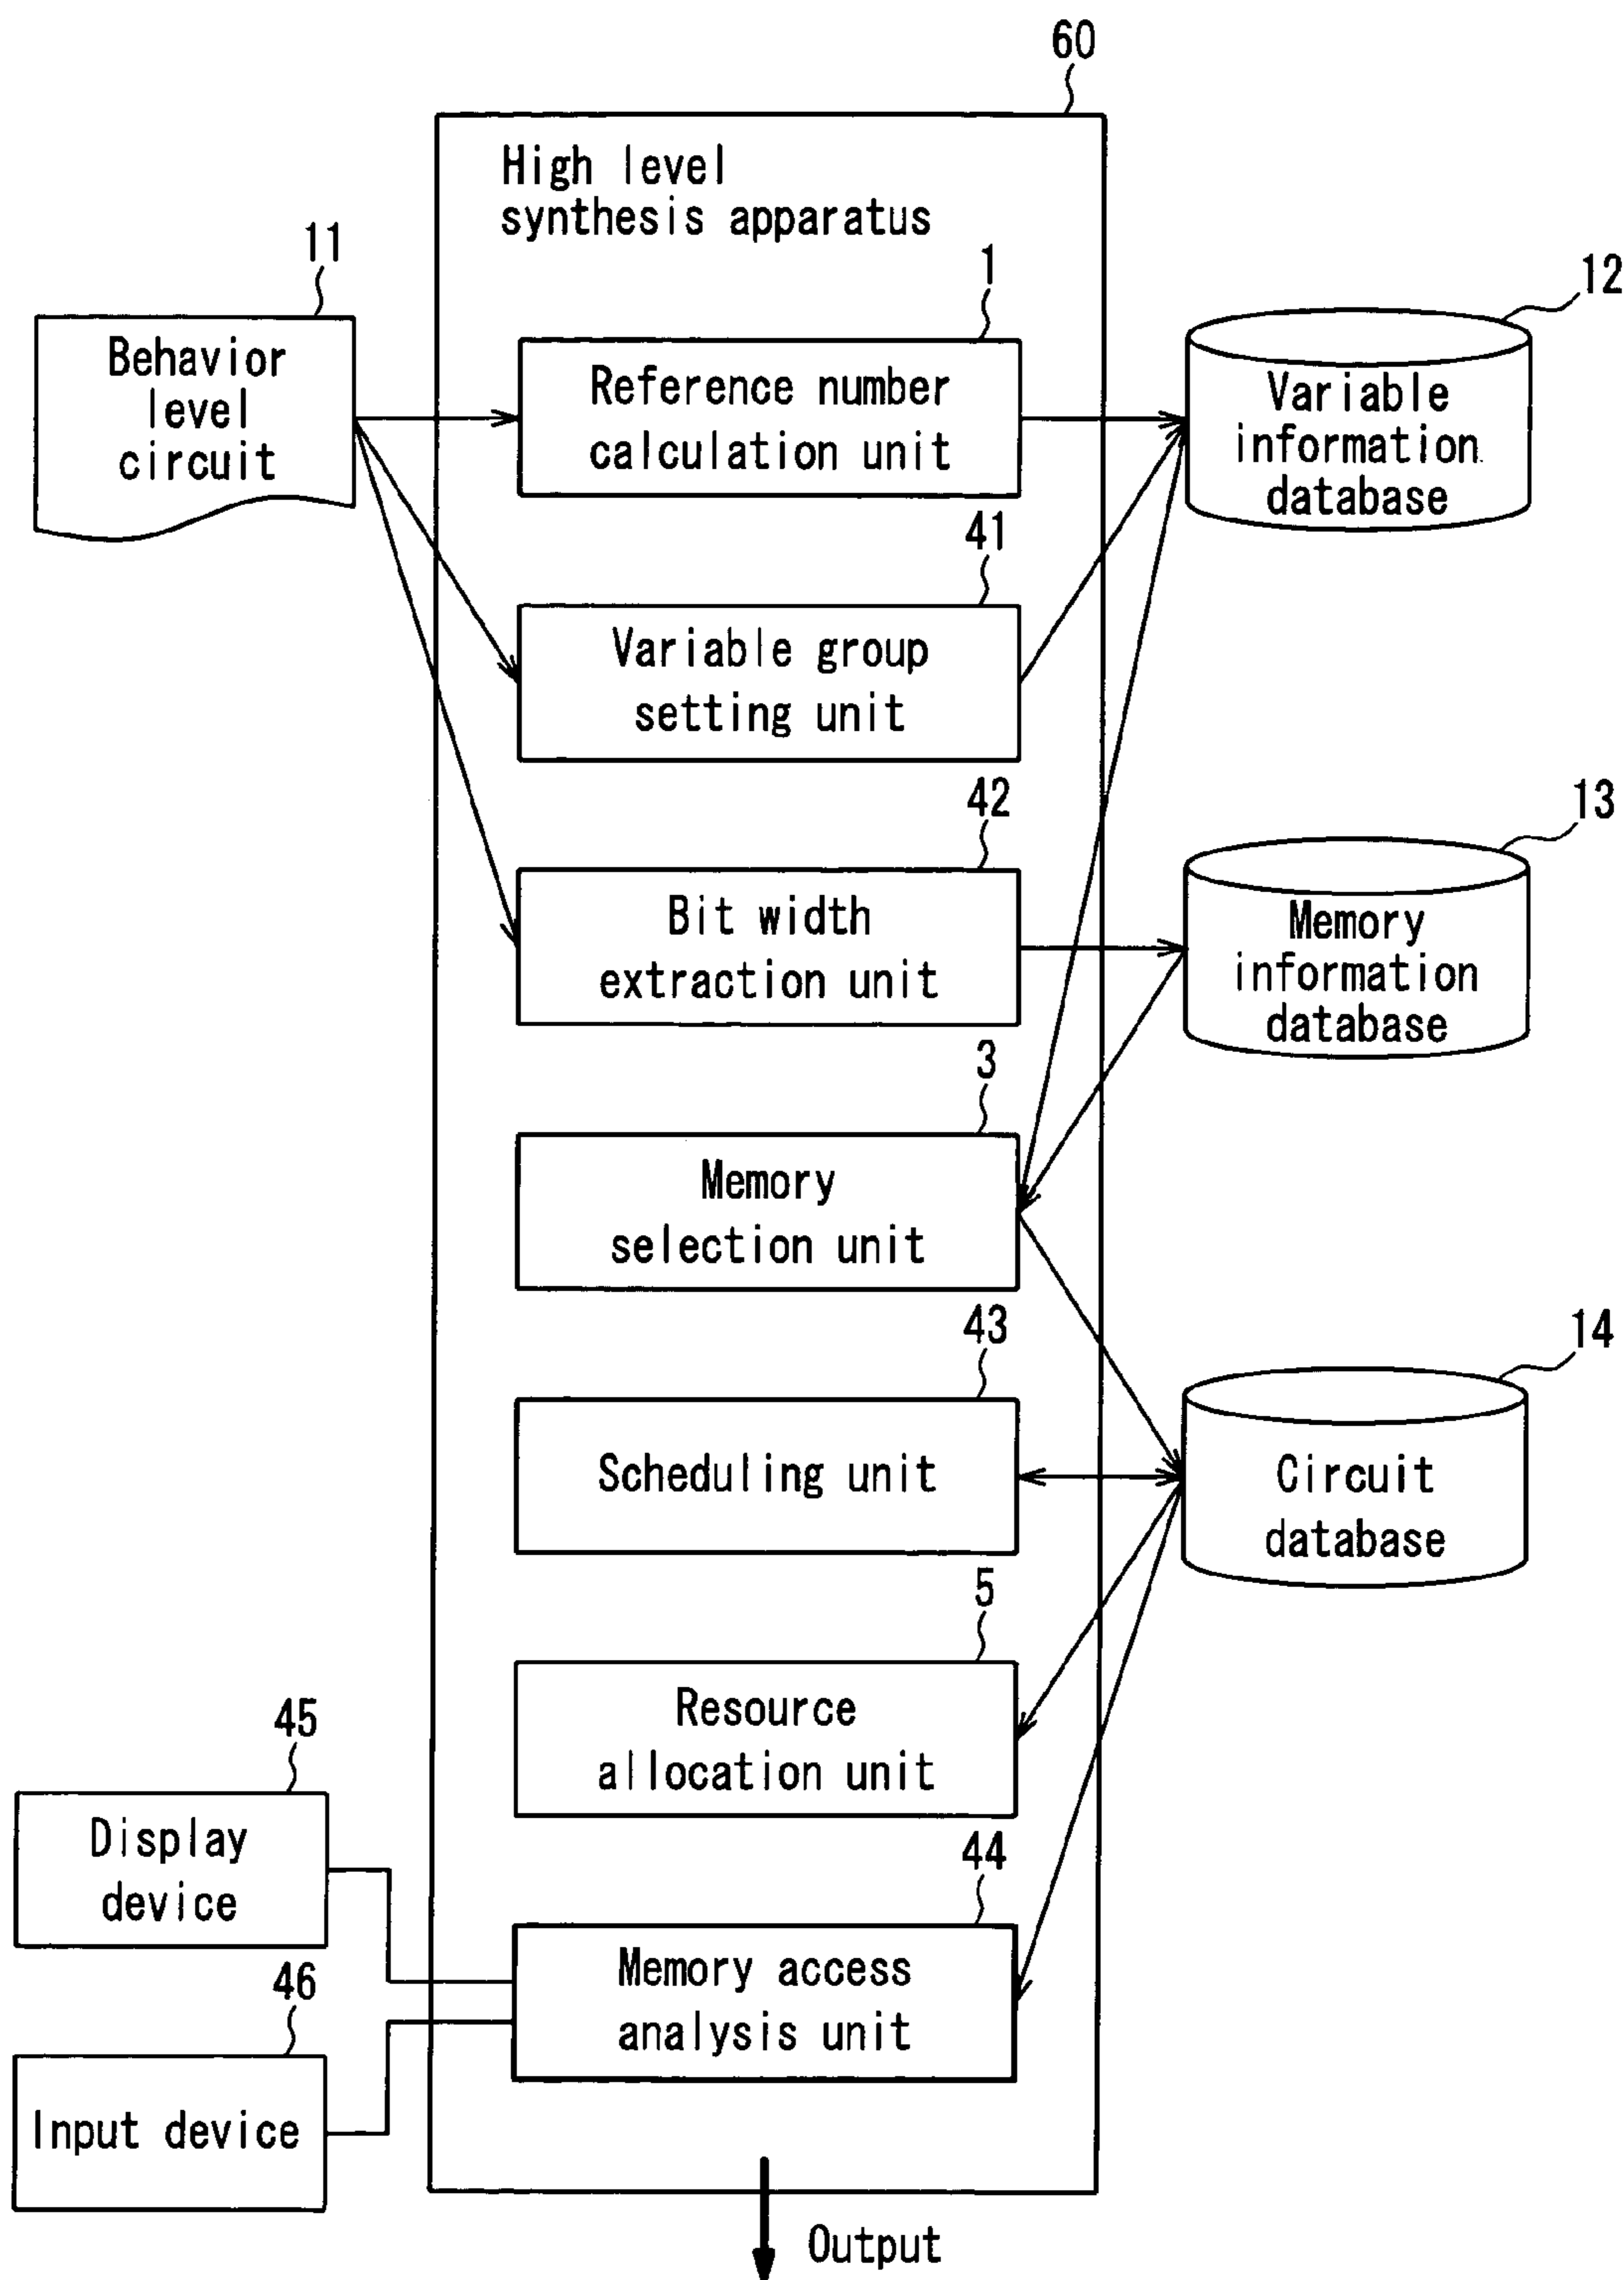 60
High level
synthesis apparatus
11
Behavior
level
circuit
1
Reference number
calculation unit
12
Variable
information
database
41
Variable group
setting unit
42
Bit width
extraction unit
13
Memory
information
database
3
Memory
selection unit
43
Scheduling unit
14
Circuit
database
5
Resource
allocation unit
45
Display
device
44
Memory access
analysis unit
46
Input device
Output